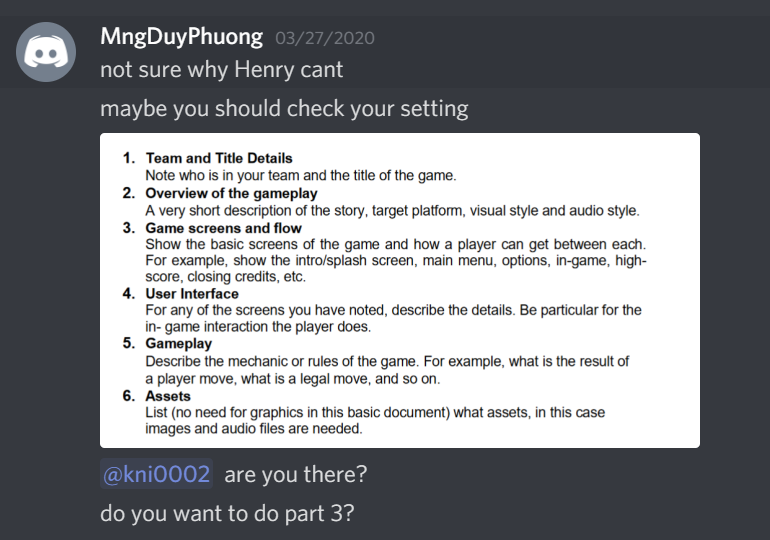 MngDuyPhuong 03/27/2020
not sure why Henry cant
maybe you should check your setting
1. Team and Title Details
Note who is in your team and the title of the game.
2. Overview of the gameplay
A very short description of the story, target platform, visual style and audio style.
3. Game screens and flow
Show the basic screens of the game and how a player can get between each.
For example, show the intro/splash screen, main menu, options, in-game, high-
score, closing credits, etc.
4. User Interface
For any of the screens you have noted, describe the details. Be particular for the
in- game interaction the player does.
5. Gameplay
Describe the mechanic or rules of the game. For example, what is the result of
a player move, what is a legal move, and so on.
6. Assets
List (no need for graphics in this basic document) what assets, in this case
images and audio files are needed.
@kni0002 are you there?
do you want to do part 3?